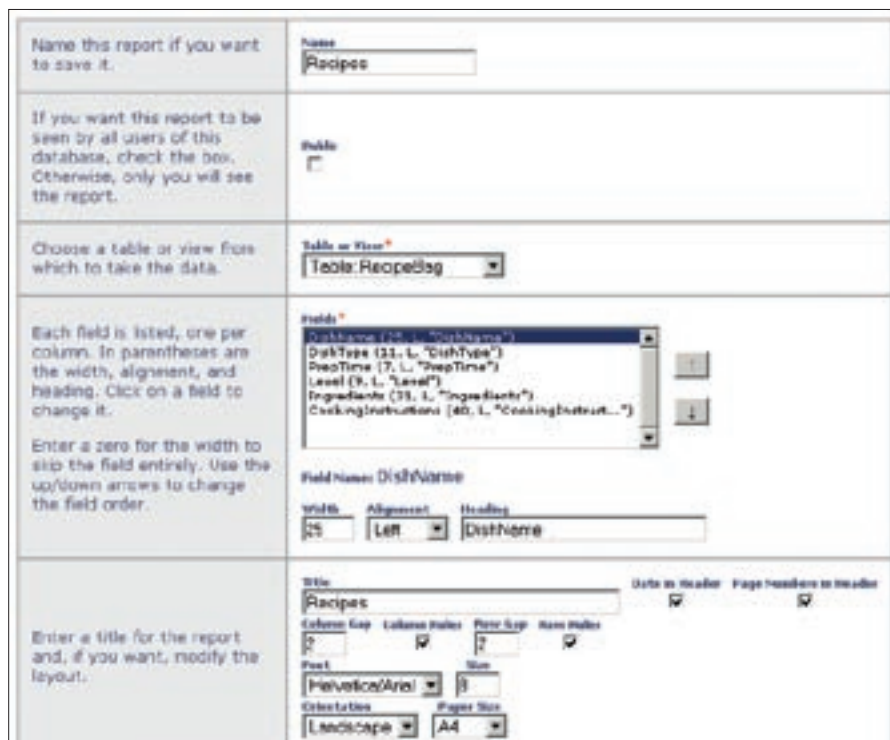 Name this report if you want
to save it.
Name
Recipes
If you want this report to be
seen by all users of this
database, check the box.
Otherwise, only you will see
the report.
Public
Choose a table or view from
which to take the data.
Table or View*
Table:RecipeBag
Each field is listed, one per
column. In parentheses are
the width, alignment, and
heading. Click on a field to
change it.
Enter a zero for the width to
skip the field entirely. Use the
up/down arrows to change
the field order.
Fields*
DishName (25, L, "DishName")
DishType (11, L, "DishType")
PrepTime (7, L, "PrepTime")
Level (9, L, "Level")
Ingredients (, L, "Ingredients")
CookingInstructions (40, L, "CookingInstruct...")
↑
↓
Field Name: DishName
Width Alignment Heading
25 Left DishName
Enter a title for the report
and, if you want, modify the
layout.
Title Date in Header Page Numbers in Header
Recipes
Column Gap Column Rules Row Gap Row Rules
2 2
Font Size
Helvetica/Arial 8
Orientation Paper Size
Landscape A4